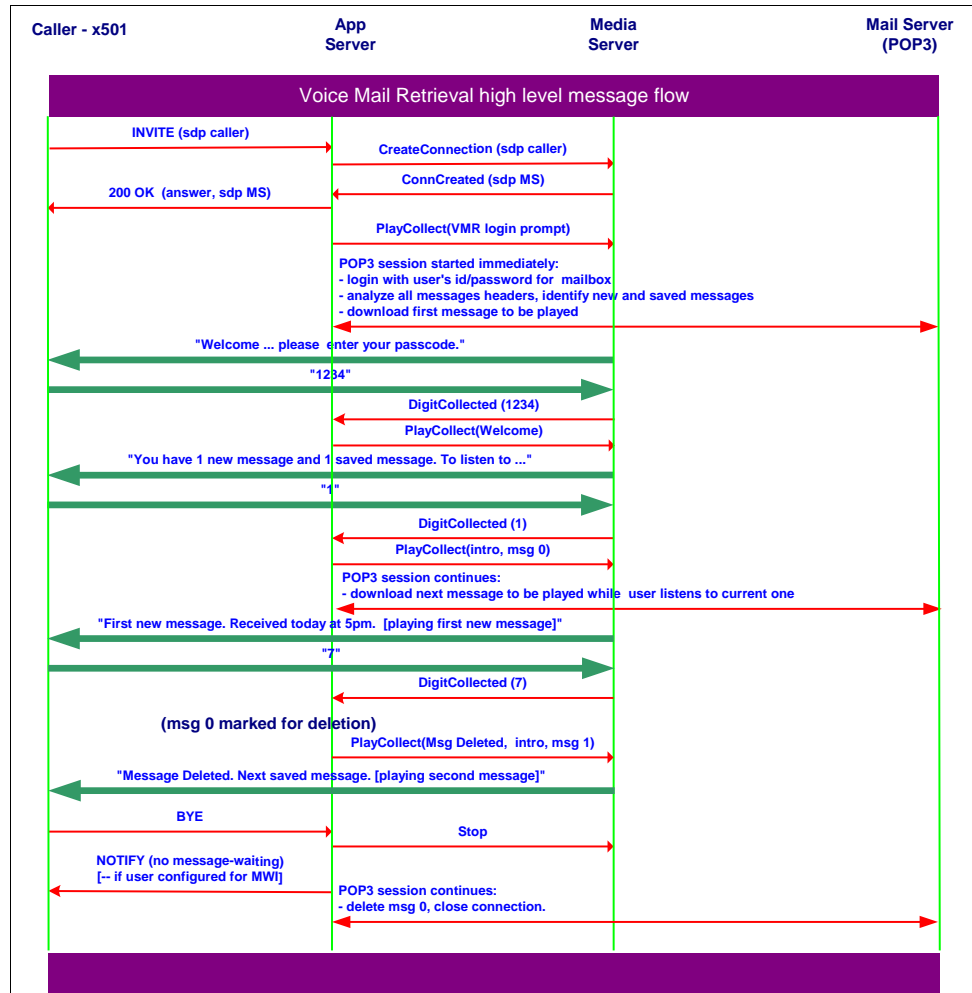 Caller - x501
App
Server
Media
Server
Mail Server
(POP3)
Voice Mail Retrieval high level message flow
INVITE (sdp caller)
CreateConnection (sdp caller)
ConnCreated (sdp MS)
200 OK (answer, sdp MS)
PlayCollect(VMR login prompt)
POP3 session started immediately:
- login with user's id/password for mailbox
- analyze all messages headers, identify new and saved messages
- download first message to be played
"Welcome ... please enter your passcode."
"1234"
DigitCollected (1234)
PlayCollect(Welcome)
"You have 1 new message and 1 saved message. To listen to ..."
"1"
DigitCollected (1)
PlayCollect(intro, msg 0)
POP3 session continues:
- download next message to be played while user listens to current one
"First new message. Received today at 5pm. [playing first new message]"
"7"
DigitCollected (7)
(msg 0 marked for deletion)
PlayCollect(Msg Deleted, intro, msg 1)
"Message Deleted. Next saved message. [playing second message]"
BYE
Stop
NOTIFY (no message-waiting)
[-- if user configured for MWI]
POP3 session continues:
- delete msg 0, close connection.